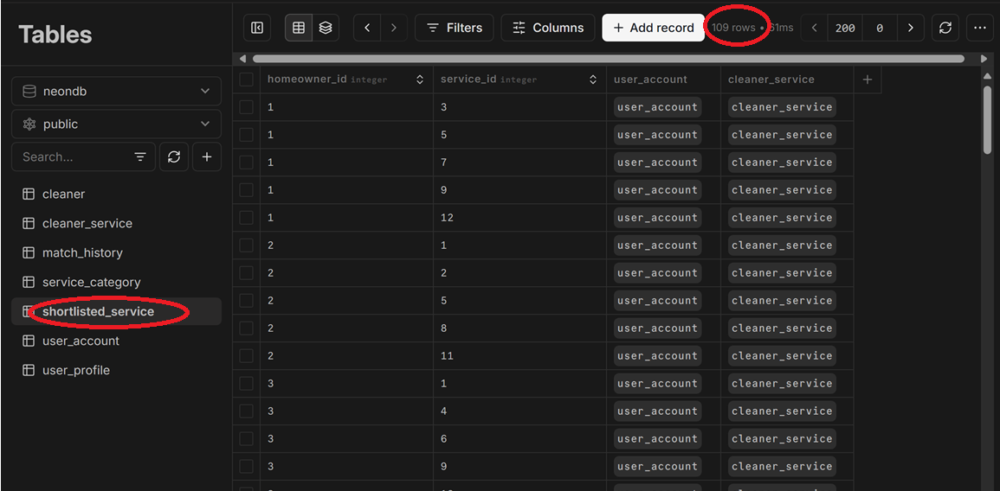 Tables
neondb
public
Search...
cleaner
cleaner_service
match_history
service_category
shortlisted_service
user_account
user_profile
Filters
Columns
+ Add record
109 rows • 61ms
200
0
homeowner_id integer
service_id integer
user_account
cleaner_service
+
1 3 user_account cleaner_service
1 5 user_account cleaner_service
1 7 user_account cleaner_service
1 9 user_account cleaner_service
1 12 user_account cleaner_service
2 1 user_account cleaner_service
2 2 user_account cleaner_service
2 5 user_account cleaner_service
2 8 user_account cleaner_service
2 11 user_account cleaner_service
3 1 user_account cleaner_service
3 4 user_account cleaner_service
3 6 user_account cleaner_service
3 9 user_account cleaner_service